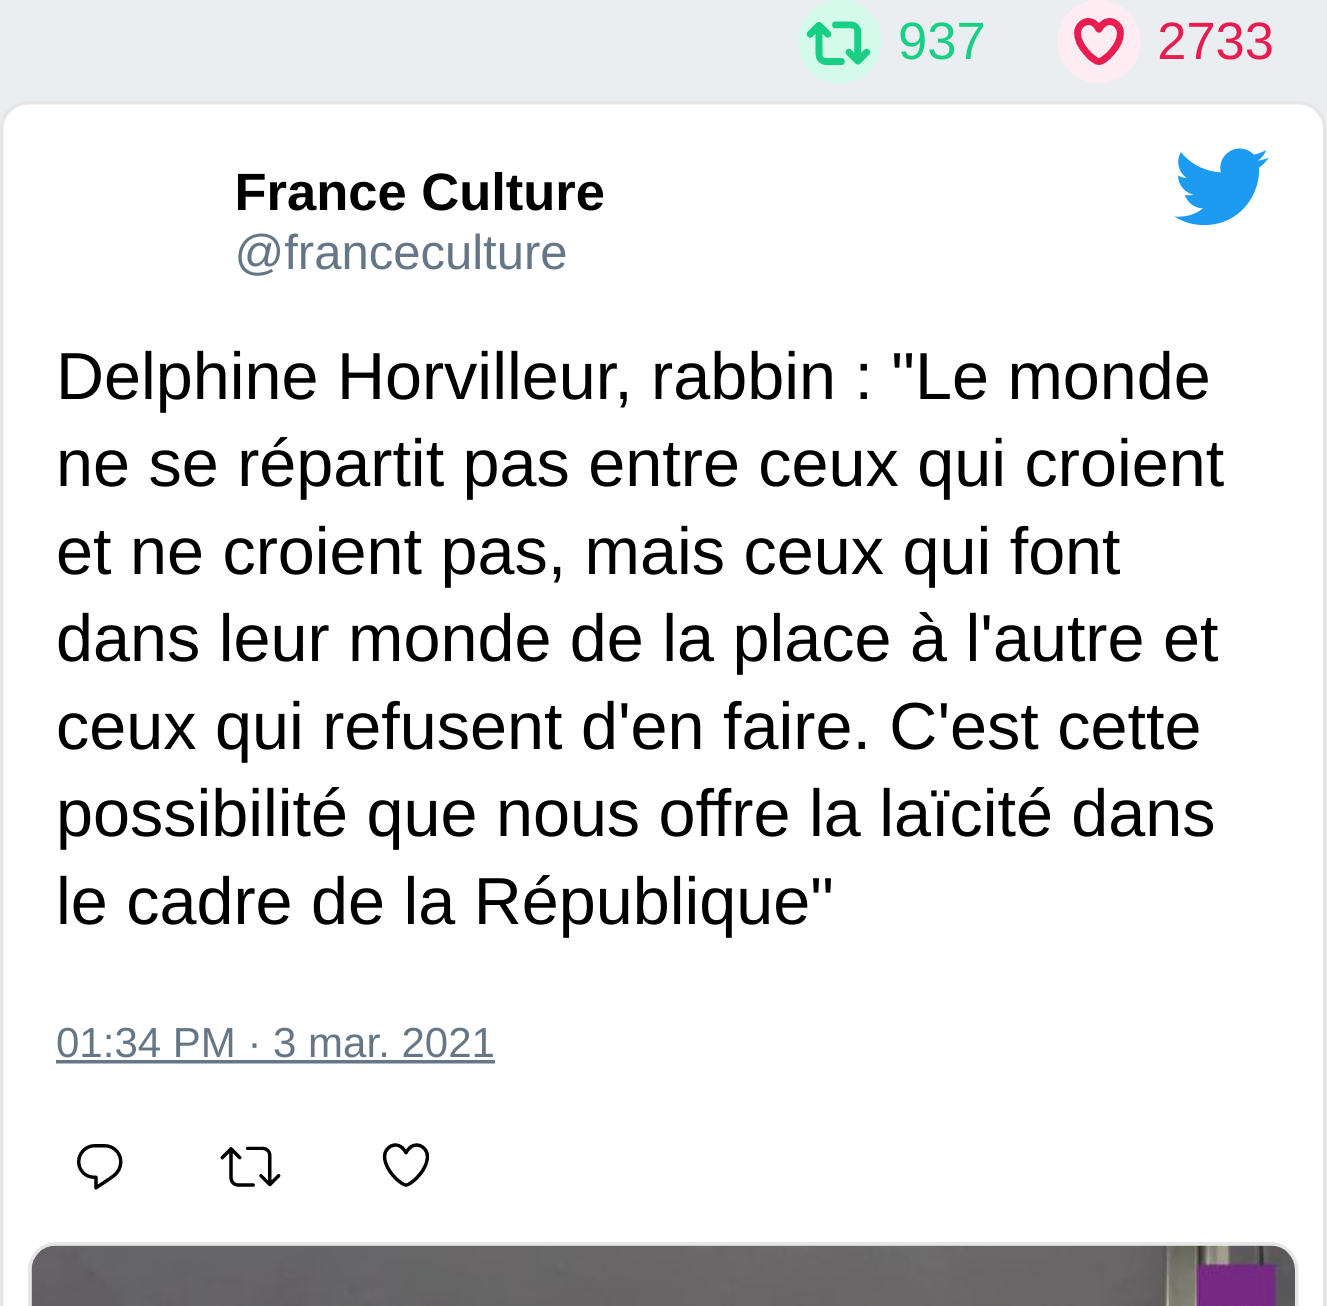 937 2733
France Culture
@franceculture
Delphine Horvilleur, rabbin : "Le monde
ne se répartit pas entre ceux qui croient
et ne croient pas, mais ceux qui font
dans leur monde de la place à l'autre et
ceux qui refusent d'en faire. C'est cette
possibilité que nous offre la laïcité dans
le cadre de la République"
01:34 PM · 3 mar. 2021